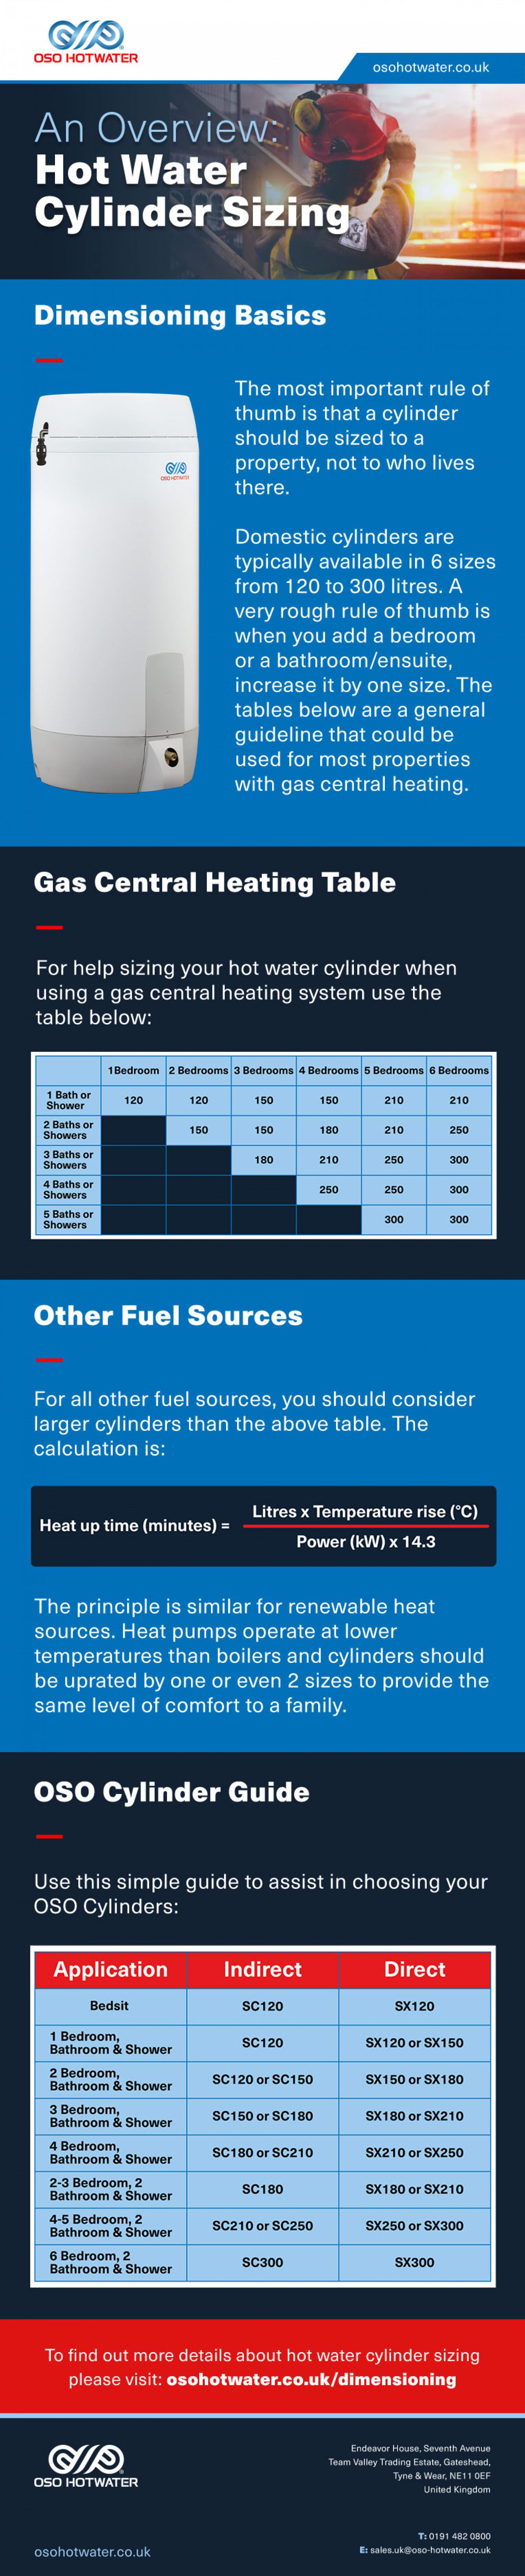 OSO HOTWATER
osohotwater.co.uk
An Overview:
Hot Water
Cylinder Sizing
Dimensioning Basics
OSO HOTWATER
The most important rule of
thumb is that a cylinder
should be sized to a
property, not to who lives
there.
Domestic cylinders are
typically available in 6 sizes
from 120 to 300 litres. A
very rough rule of thumb is
when you add a bedroom
or a bathroom/ensuite,
increase it by one size. The
tables below are a general
guideline that could be
used for most properties
with gas central heating.
Gas Central Heating Table
For help sizing your hot water cylinder when
using a gas central heating system use the
table below:
1Bedroom 2 Bedrooms 3 Bedrooms 4 Bedrooms 5 Bedrooms 6 Bedrooms
1 Bath or
Shower 120 120 150 150 210 210
2 Baths or
Showers 150 150 180 210 250
3 Baths or
Showers 180 210 250 300
4 Baths or
Showers 250 250 300
5 Baths or
Showers 300 300
Other Fuel Sources
For all other fuel sources, you should consider
larger cylinders than the above table. The
calculation is:
Heat up time (minutes) =
Litres x Temperature rise (°C)
Power (kW) x 14.3
The principle is similar for renewable heat
sources. Heat pumps operate at lower
temperatures than boilers and cylinders should
be uprated by one or even 2 sizes to provide the
same level of comfort to a family.
OSO Cylinder Guide
Use this simple guide to assist in choosing your
OSO Cylinders:
Application Indirect Direct
Bedsit SC120 SX120
1 Bedroom,
Bathroom & Shower SC120 SX120 or SX150
2 Bedroom,
Bathroom & Shower SC120 or SC150 SX150 or SX180
3 Bedroom,
Bathroom & Shower SC150 or SC180 SX180 or SX210
4 Bedroom,
Bathroom & Shower SC180 or SC210 SX210 or SX250
2-3 Bedroom, 2
Bathroom & Shower SC180 SX180 or SX210
4-5 Bedroom, 2
Bathroom & Shower SC210 or SC250 SX250 or SX300
6 Bedroom, 2
Bathroom & Shower SC300 SX300
To find out more details about hot water cylinder sizing
please visit: osohotwater.co.uk/dimensioning
OSO HOTWATER
Endeavor House, Seventh Avenue
Team Valley Trading Estate, Gateshead,
Tyne & Wear, NE11 0EF
United Kingdom
T: 0191 482 0800
osohotwater.co.uk
E: sales.uk@oso-hotwater.co.uk